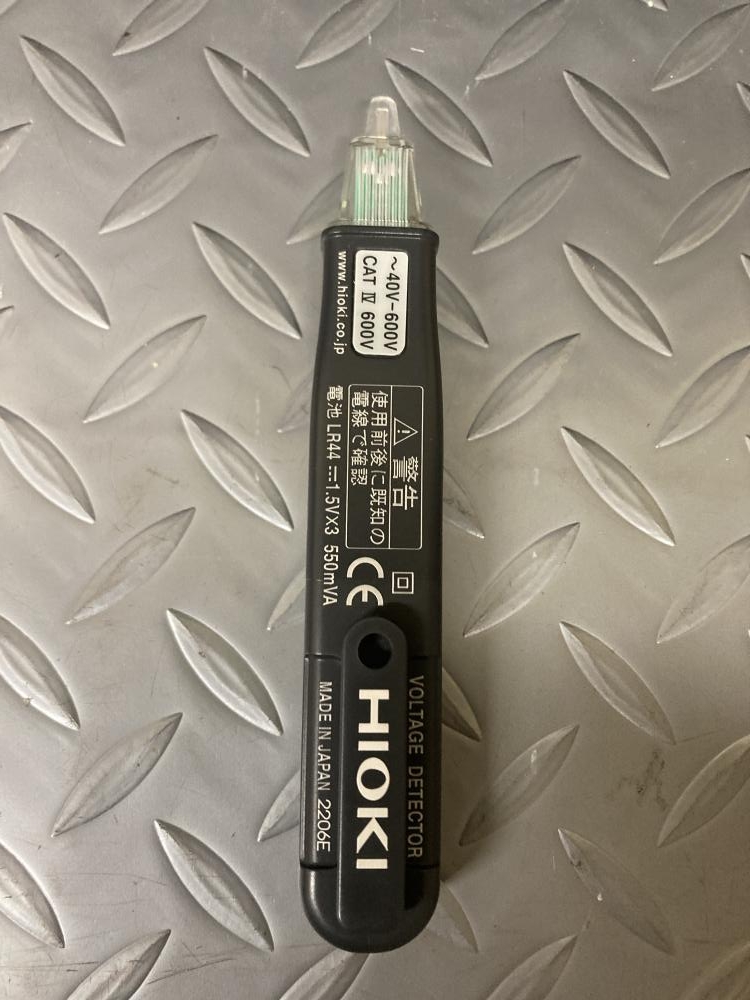 ~40V-600V
CAT Ⅳ 600V
www.hioki.co.jp
⚠ 警告
使用前後に既知の
電線で確認
電池 LR44 ⎓1.5V×3 550mVA
CE
VOLTAGE DETECTOR
HIOKI
MADE IN JAPAN 2206E